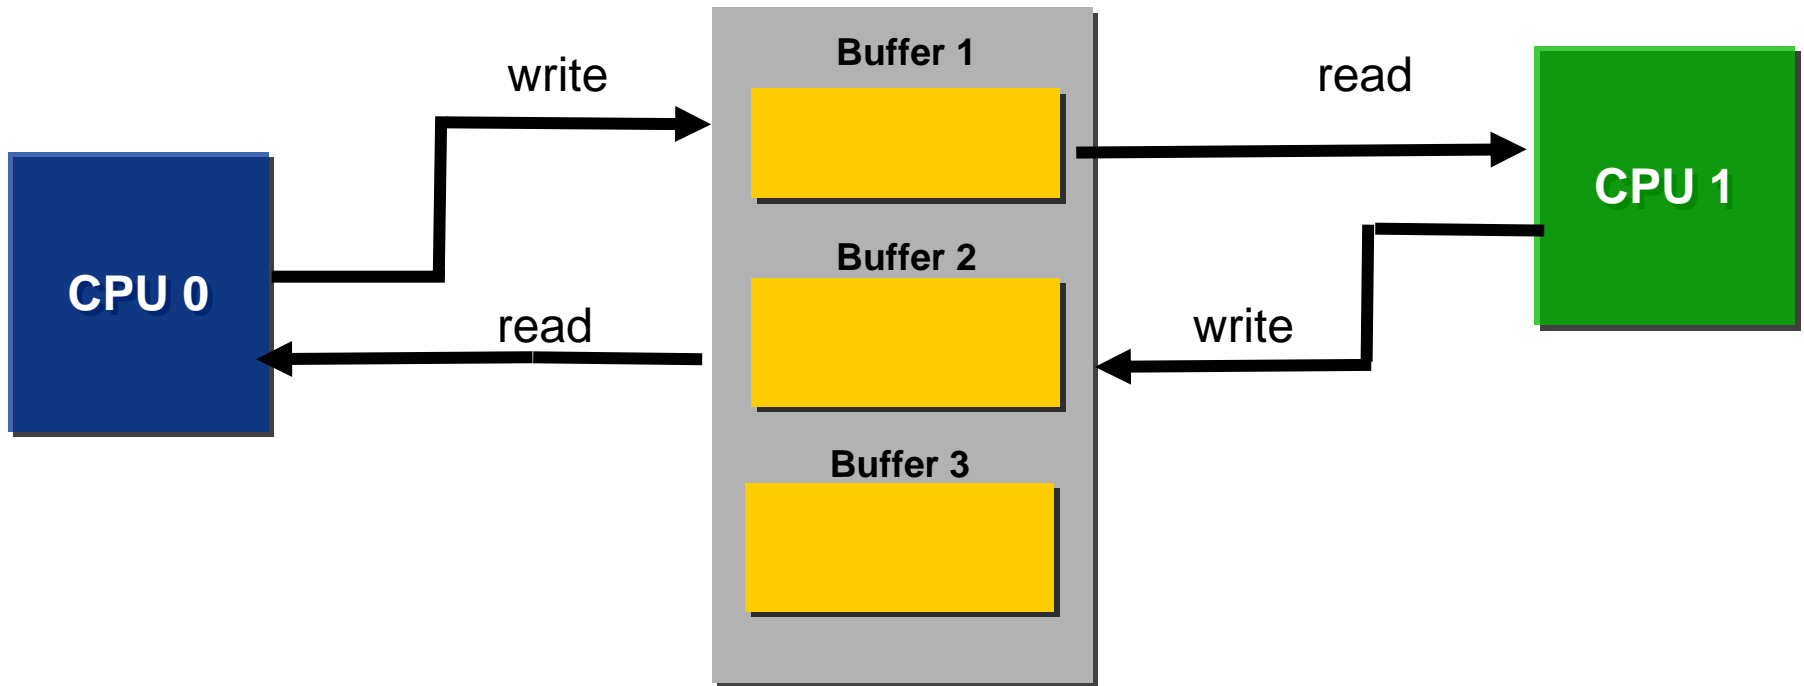 Buffer 1
write
read
CPU 1
Buffer 2
CPU 0
read
write
Buffer 3